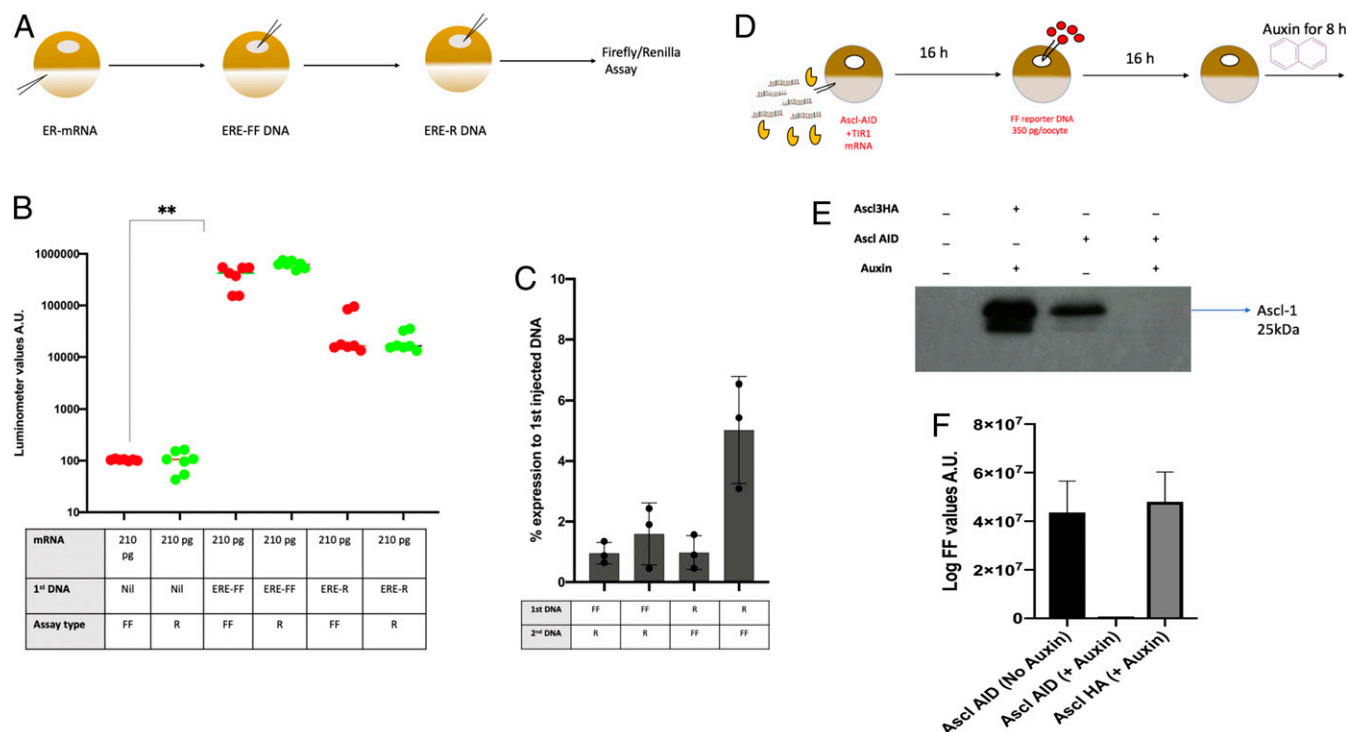 A
ER-mRNA
ERE-FF DNA
ERE-R DNA
Firefly/Renilla
Assay
B
**
Luminometer values A.U.
1000000
100000
10000
1000
100
10
mRNA 210 pg 210 pg 210 pg 210 pg 210 pg 210 pg
1st DNA Nil Nil ERE-FF ERE-FF ERE-R ERE-R
Assay type FF R FF R FF R
C
% expression to 1st injected DNA
10
8
6
4
2
0
1st DNA FF FF R R
2nd DNA R R FF FF
D
16 h
16 h
Auxin for 8 h
Ascl-AID
+TIR1
mRNA
FF reporter DNA
350 pg/oocyte
E
Ascl3HA – + – –
Ascl AID – – + +
Auxin – + – +
Ascl-1
25kDa
F
Log FF values A.U.
8×10⁷
6×10⁷
4×10⁷
2×10⁷
0
Ascl AID (No Auxin)
Ascl AID (+ Auxin)
Ascl HA (+ Auxin)